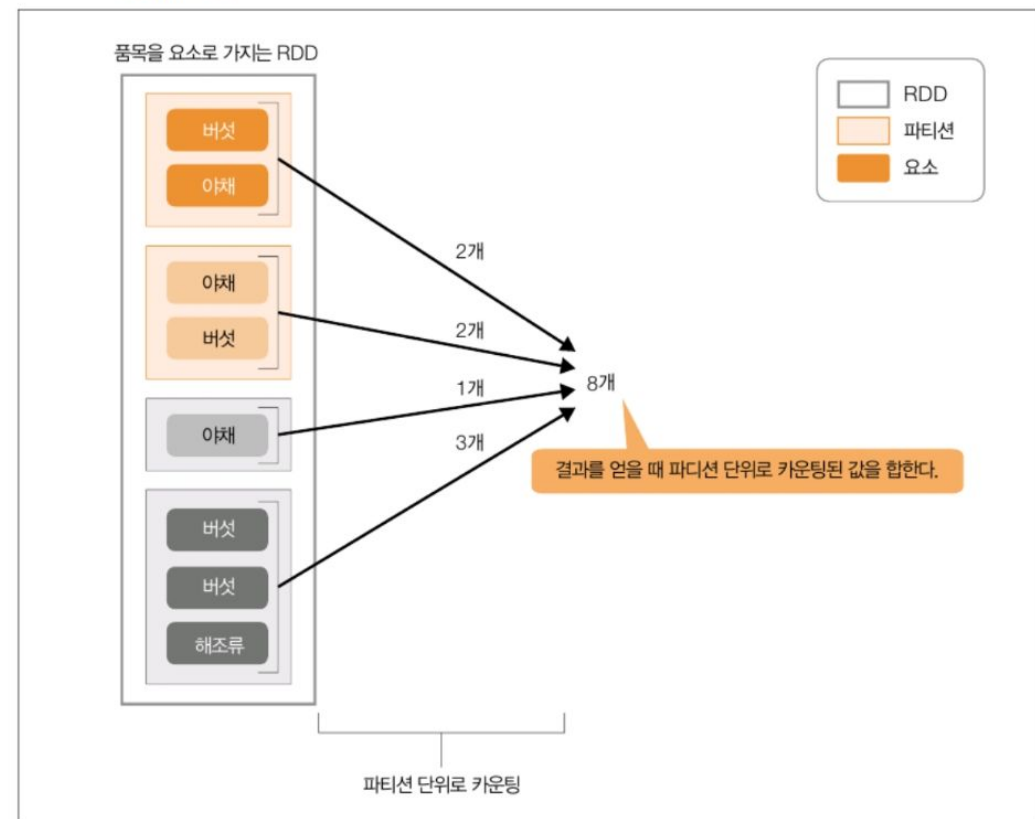 품목을 요소로 가지는 RDD
버섯
야채
야채
버섯
야채
버섯
버섯
해조류
2개
2개
1개
3개
8개
결과를 얻을 때 파디션 단위로 카운팅된 값을 합한다.
파티션 단위로 카운팅
RDD
파티션
요소